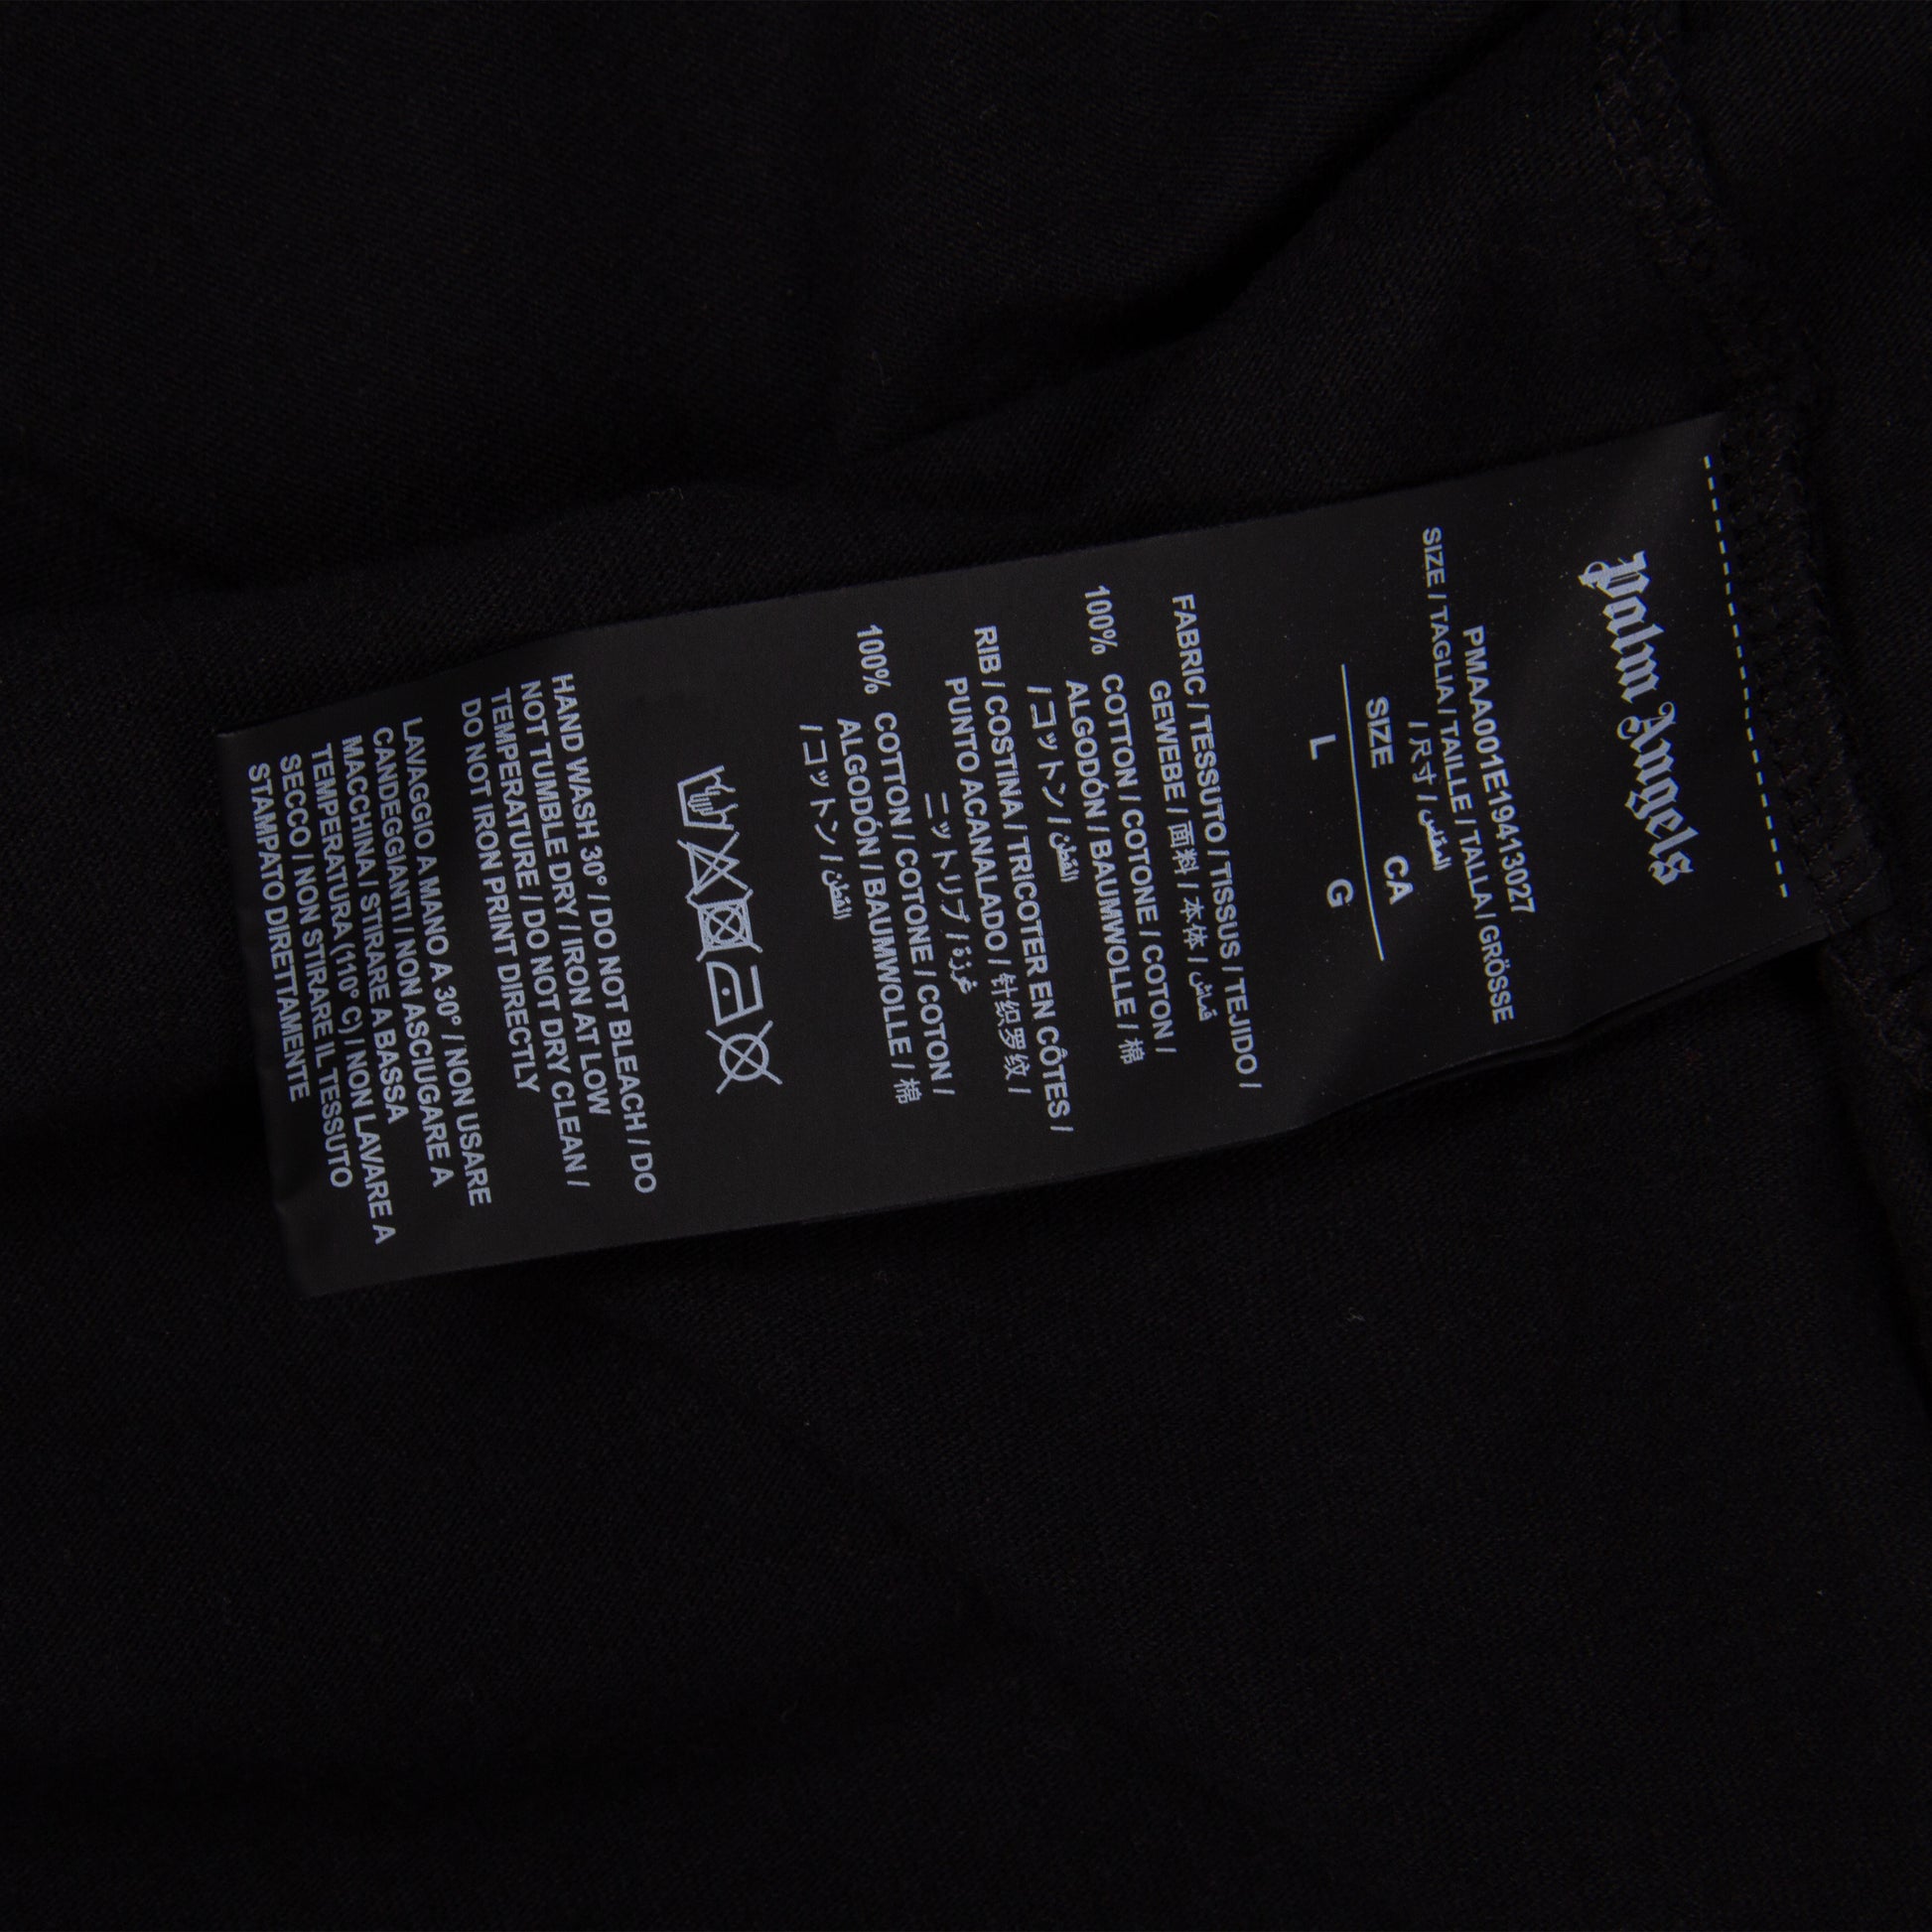 Palm Angels
PMAA001E19413027
SIZE / TAGLIA / TAILLE / TALLA / GRÖSSE
/ 尺寸 / المقاس
SIZE CA
L G
FABRIC / TESSUTO / TISSUS / TEJIDO /
GEWEBE / 面料 / 本体 / قماش
100% COTTON / COTONE / COTON /
ALGODÓN / BAUMWOLLE / 棉
/ コットン / القطن
RIB / COSTINA / TRICOTER EN CÔTES /
PUNTO ACANALADO / 针织罗纹 /
ニットリブ / غرزة
100% COTTON / COTONE / COTON /
ALGODÓN / BAUMWOLLE / 棉
/ コットン / القطن
HAND WASH 30° / DO NOT BLEACH / DO
NOT TUMBLE DRY / IRON AT LOW
TEMPERATURE / DO NOT DRY CLEAN /
DO NOT IRON PRINT DIRECTLY
LAVAGGIO A MANO A 30° / NON USARE
CANDEGGIANTI / NON ASCIUGARE A
MACCHINA / STIRARE A BASSA
TEMPERATURA (110° C) / NON LAVARE A
SECCO / NON STIRARE IL TESSUTO
STAMPATO DIRETTAMENTE